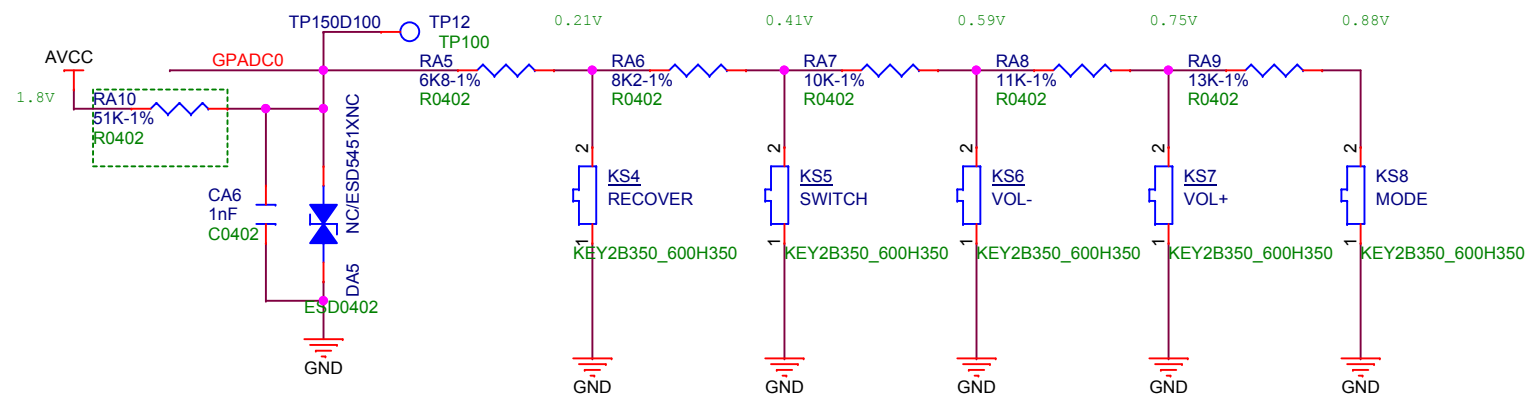 TP150D100
TP12
TP100
0.21V
0.41V
0.59V
0.75V
0.88V
AVCC
GPADC0
1.8V
RA10
51K-1%
R0402
RA5
6K8-1%
R0402
RA6
8K2-1%
R0402
RA7
10K-1%
R0402
RA8
11K-1%
R0402
RA9
13K-1%
R0402
CA6
1nF
C0402
NC/ESD5451XNC
DA5
ESD0402
GND
2
KS4
RECOVER
1
KEY2B350_600H350
GND
2
KS5
SWITCH
1
KEY2B350_600H350
GND
2
KS6
VOL-
1
KEY2B350_600H350
GND
2
KS7
VOL+
1
KEY2B350_600H350
GND
2
KS8
MODE
1
KEY2B350_600H350
GND